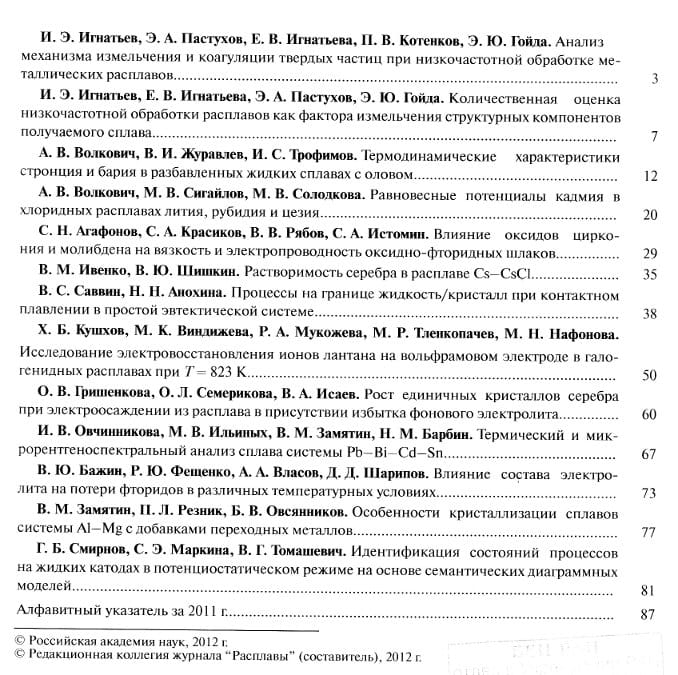 И. Э. Игнатьев, Э. А. Пастухов, Е. В. Игнатьева, П. В. Котенков, Э. Ю. Гойда. Анализ
механизма измельчения и коагуляции твердых частиц при низкочастотной обработке ме-
таллических расплавов 3
И. Э. Игнатьев, Е. В. Игнатьева, Э. А. Пастухов, Э. Ю. Гойда. Количественная оценка
низкочастотной обработки расплавов как фактора измельчения структурных компонентов
получаемого сплава 7
А. В. Волкович, В. И. Журавлев, И. С. Трофимов. Термодинамические характеристики
стронция и бария в разбавленных жидких сплавах с оловом 12
А. В. Волкович, М. В. Сигайлов, М. В. Солодкова. Равновесные потенциалы кадмия в
хлоридных расплавах лития, рубидия и цезия 20
С. Н. Агафонов, С. А. Красиков, В. В. Рябов, С. А. Истомин. Влияние оксидов цирко-
ния и молибдена на вязкость и электропроводность оксидно-фторидных шлаков 29
В. М. Ивенко, В. Ю. Шишкин. Растворимость серебра в расплаве Cs–CsCl 35
В. С. Саввин, Н. Н. Анохина. Процессы на границе жидкость/кристалл при контактном
плавлении в простой эвтектической системе 38
Х. Б. Кушхов, М. К. Виндижева, Р. А. Мукожева, М. Р. Тленкопачев, М. Н. Нафонова.
Исследование электровосстановления ионов лантана на вольфрамовом электроде в гало-
генидных расплавах при T = 823 K 50
О. В. Гришенкова, О. Л. Семерикова, В. А. Исаев. Рост единичных кристаллов серебра
при электроосаждении из расплава в присутствии избытка фонового электролита 60
И. В. Овчинникова, М. В. Ильиных, В. М. Замятин, Н. М. Барбин. Термический и мик-
рорентгеноспектральный анализ сплава системы Pb–Bi–Cd–Sn 67
В. Ю. Бажин, Р. Ю. Фещенко, А. А. Власов, Д. Д. Шарипов. Влияние состава электро-
лита на потери фторидов в различных температурных условиях 73
В. М. Замятин, П. Л. Резник, Б. В. Овсянников. Особенности кристаллизации сплавов
системы Al–Mg с добавками переходных металлов 77
Г. Б. Смирнов, С. Э. Маркина, В. Г. Томашевич. Идентификация состояний процессов
на жидких катодах в потенциостатическом режиме на основе семантических диаграммных
моделей 81
Алфавитный указатель за 2011 г. 87
© Российская академия наук, 2012 г.
© Редакционная коллегия журнала “Расплавы” (составитель), 2012 г.